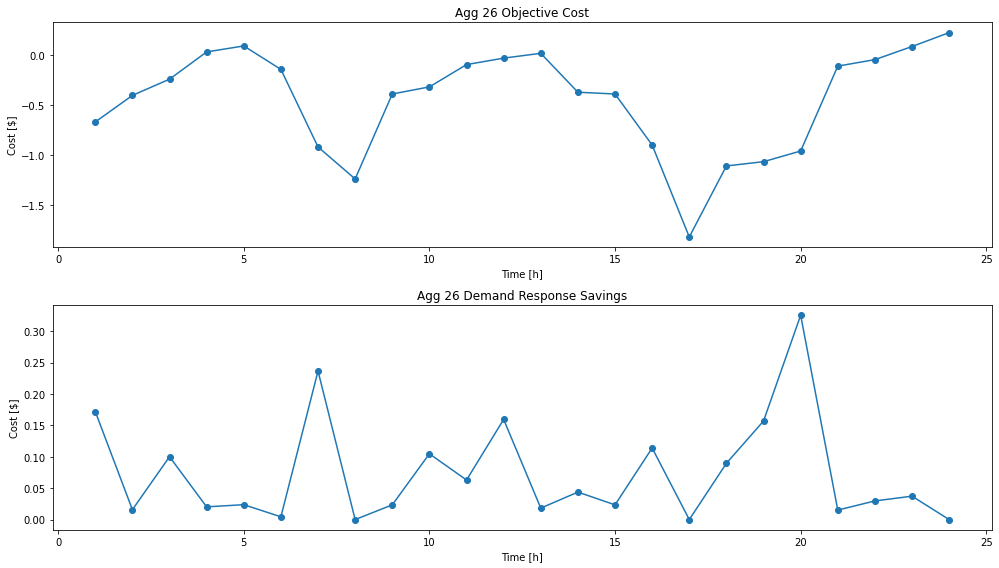 Agg 26 Objective Cost
Cost [$]
0.0
−0.5
−1.0
−1.5
0 5 10 15 20 25
Time [h]
Agg 26 Demand Response Savings
Cost [$]
0.30
0.25
0.20
0.15
0.10
0.05
0.00
0 5 10 15 20 25
Time [h]